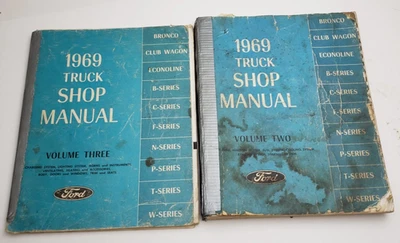 1969
TRUCK
SHOP
MANUAL
VOLUME THREE
Ford
BRONCO
CLUB WAGON
ECONOLINE
B-SERIES
C-SERIES
F-SERIES
N-SERIES
P-SERIES
T-SERIES
W-SERIES
1969
TRUCK
SHOP
MANUAL
VOLUME TWO
Ford
BRONCO
CLUB WAGON
ECONOLINE
B-SERIES
C-SERIES
F-SERIES
N-SERIES
P-SERIES
T-SERIES
W-SERIES